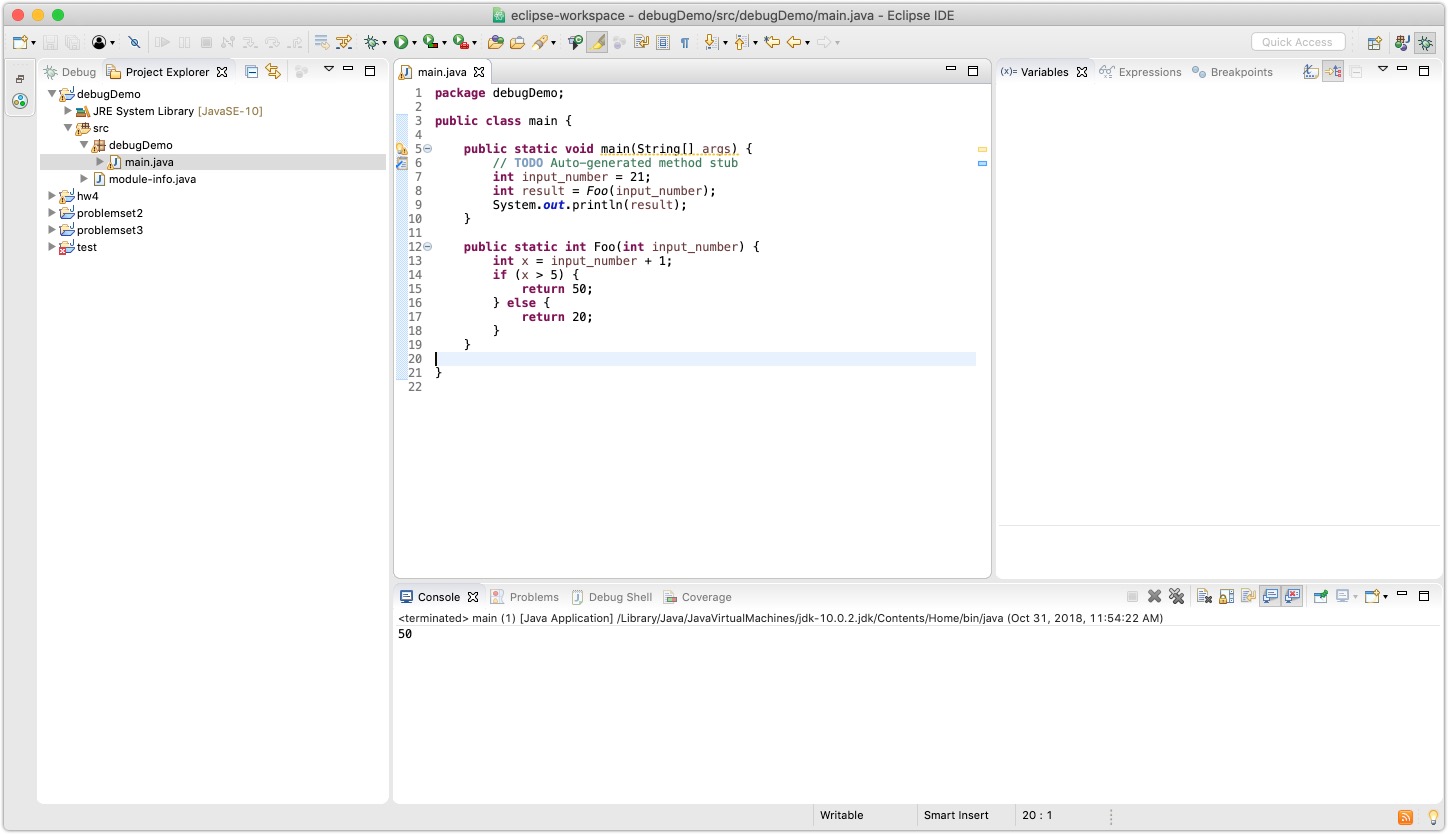 eclipse-workspace - debugDemo/src/debugDemo/main.java - Eclipse IDE
Quick Access
Debug
Project Explorer
debugDemo
JRE System Library [JavaSE-10]
src
debugDemo
main.java
module-info.java
hw4
problemset2
problemset3
test
main.java
1 package debugDemo;
2
3 public class main {
4
5 public static void main(String[] args) {
6 // TODO Auto-generated method stub
7 int input_number = 21;
8 int result = Foo(input_number);
9 System.out.println(result);
10 }
11
12 public static int Foo(int input_number) {
13 int x = input_number + 1;
14 if (x > 5) {
15 return 50;
16 } else {
17 return 20;
18 }
19 }
20
21 }
22
(x)= Variables
Expressions
Breakpoints
Console
Problems
Debug Shell
Coverage
<terminated> main (1) [Java Application] /Library/Java/JavaVirtualMachines/jdk-10.0.2.jdk/Contents/Home/bin/java (Oct 31, 2018, 11:54:22 AM)
50
Writable
Smart Insert
20 : 1